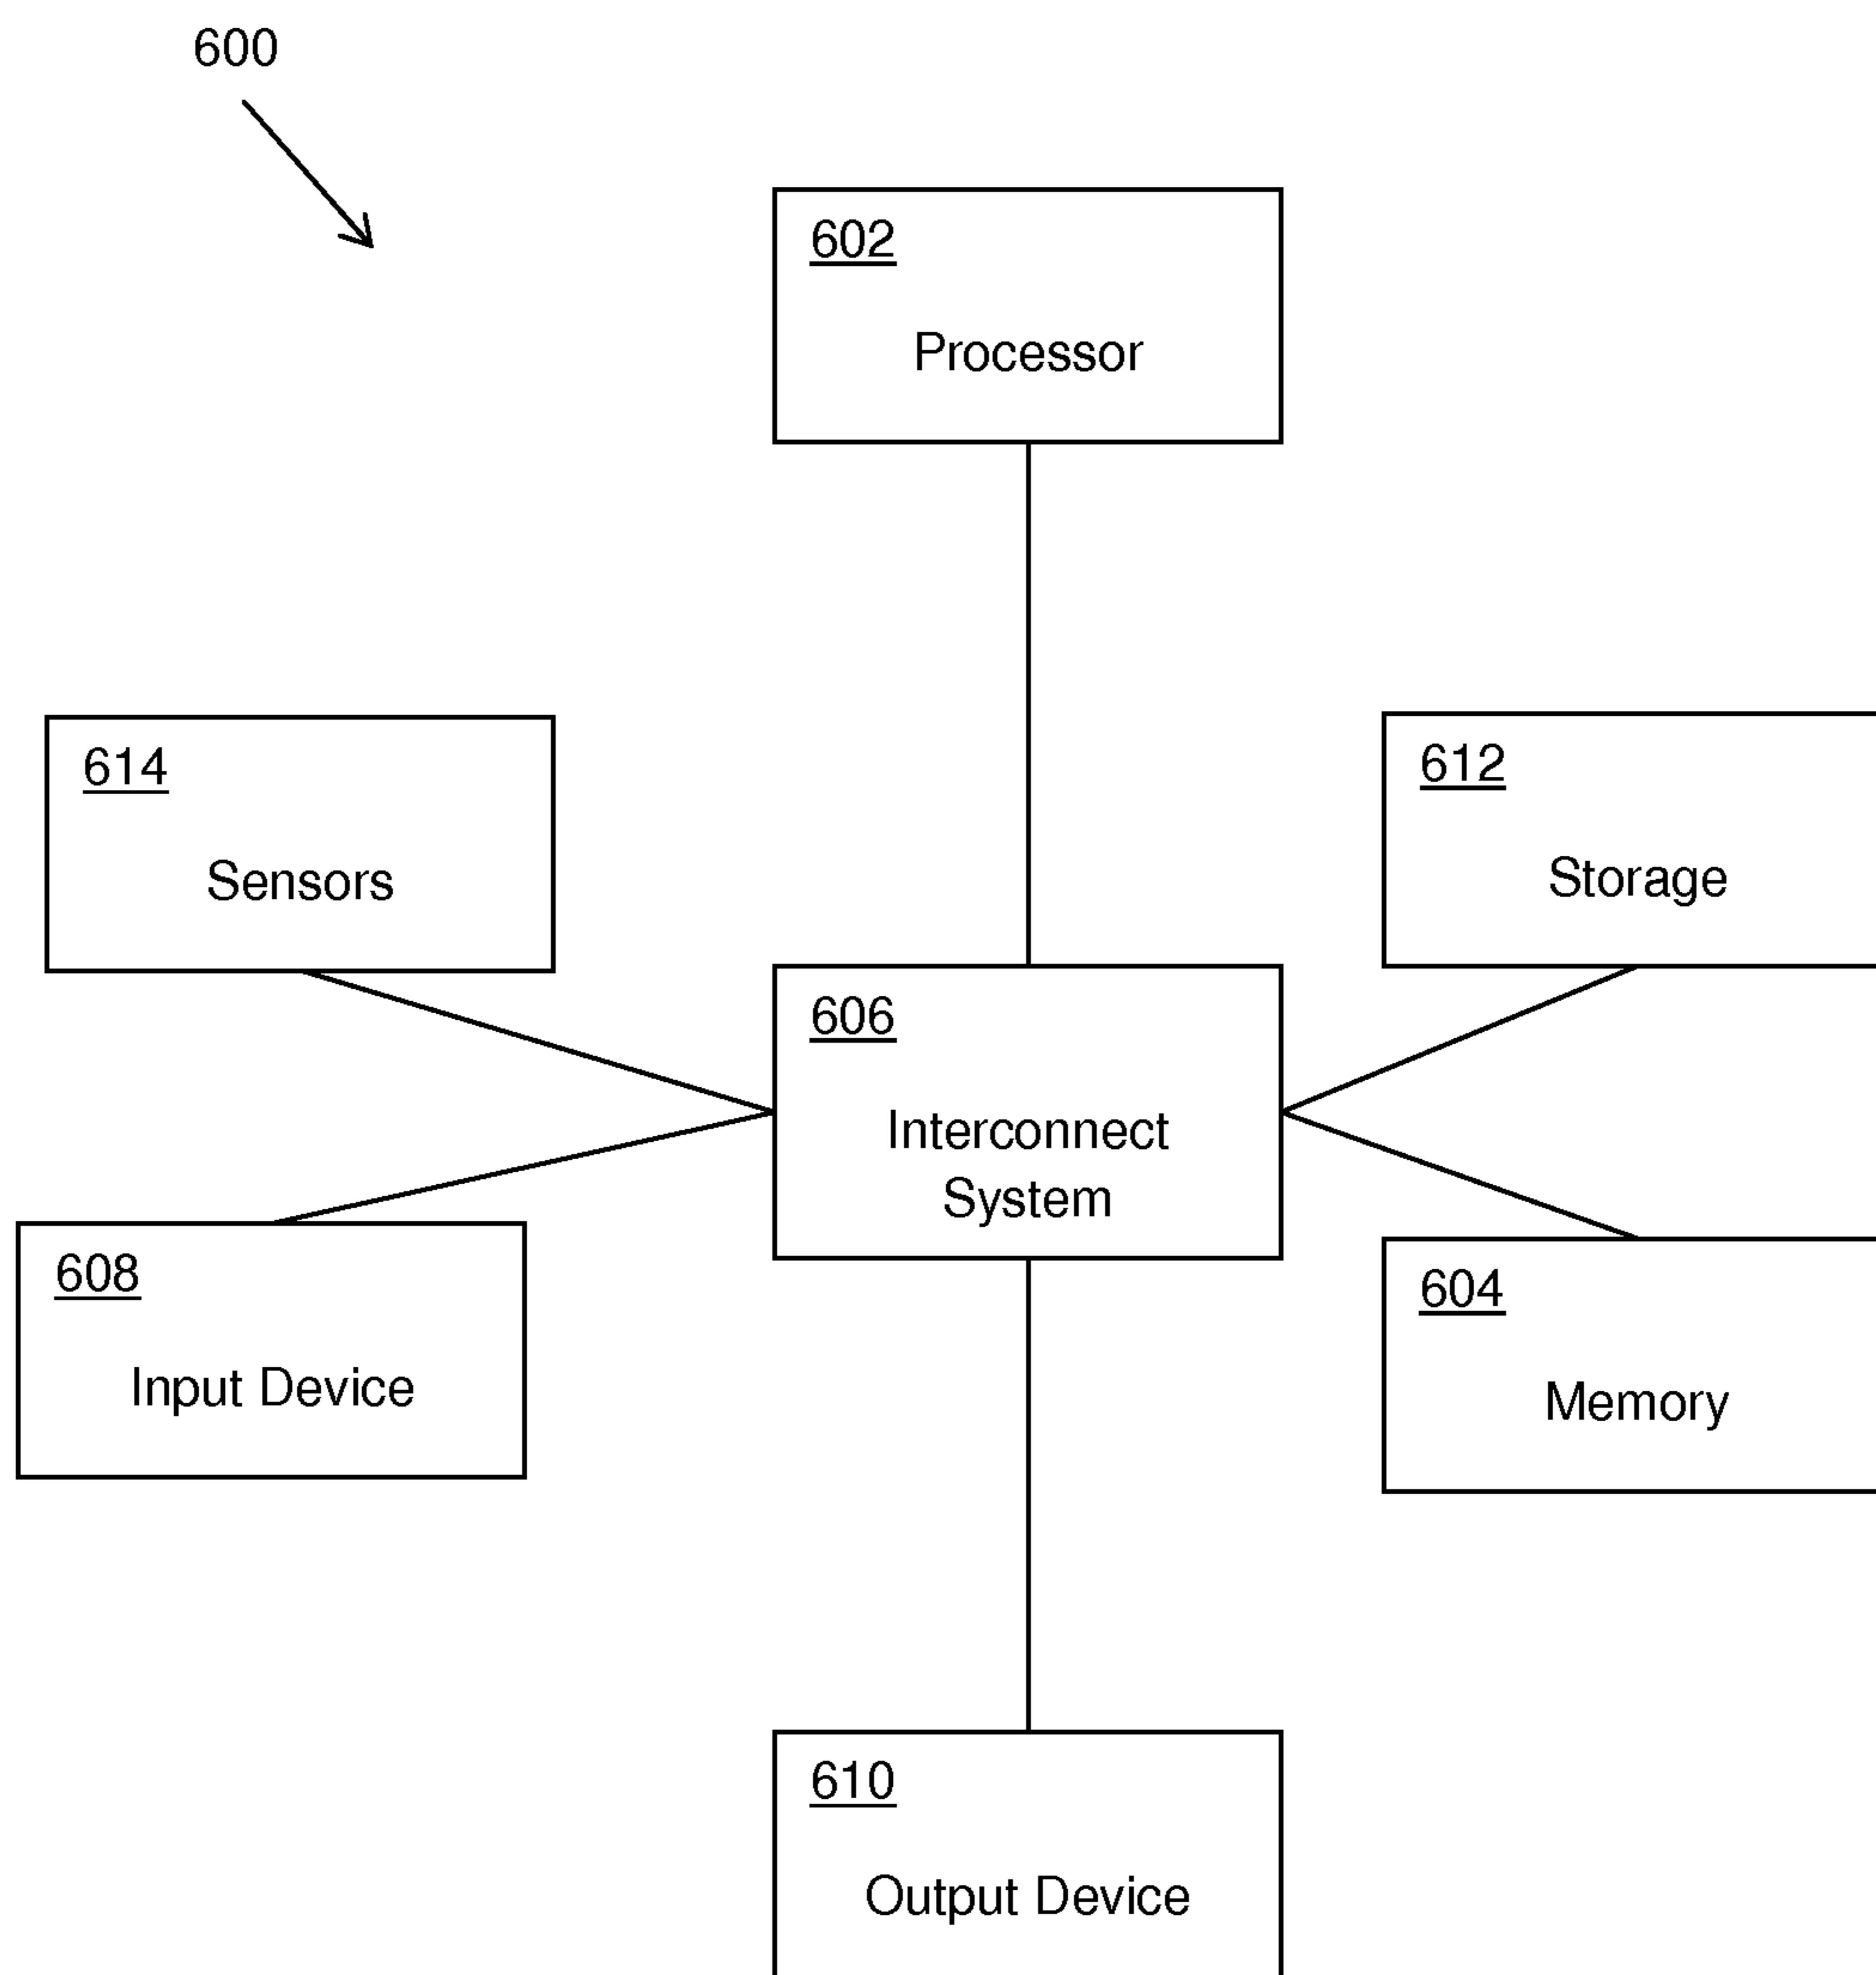 600
602
Processor
614
Sensors
612
Storage
606
Interconnect
System
608
Input Device
604
Memory
610
Output Device